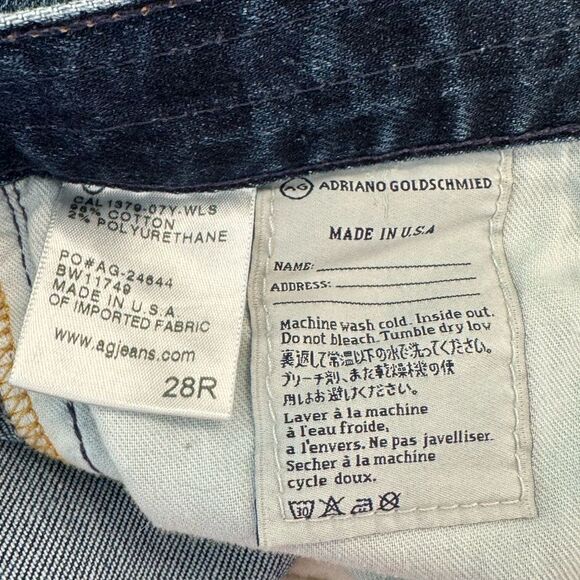 CAL 1379-07Y-WLS
98% COTTON
2% POLYURETHANE
PO#AG-24644
BW11749
MADE IN U.S.A.
OF IMPORTED FABRIC
www.agjeans.com
28R
AG ADRIANO GOLDSCHMIED
MADE IN U.S.A
NAME:
ADDRESS:
Machine wash cold. Inside out.
Do not bleach. Tumble dry low
裏返して常温以下の水で洗ってください。
ブリーチ剤、また乾燥機の使
用しはお避けください。
Laver à la machine
à l'eau froide,
a l'envers. Ne pas javelliser.
Secher à la machine
cycle doux.
30